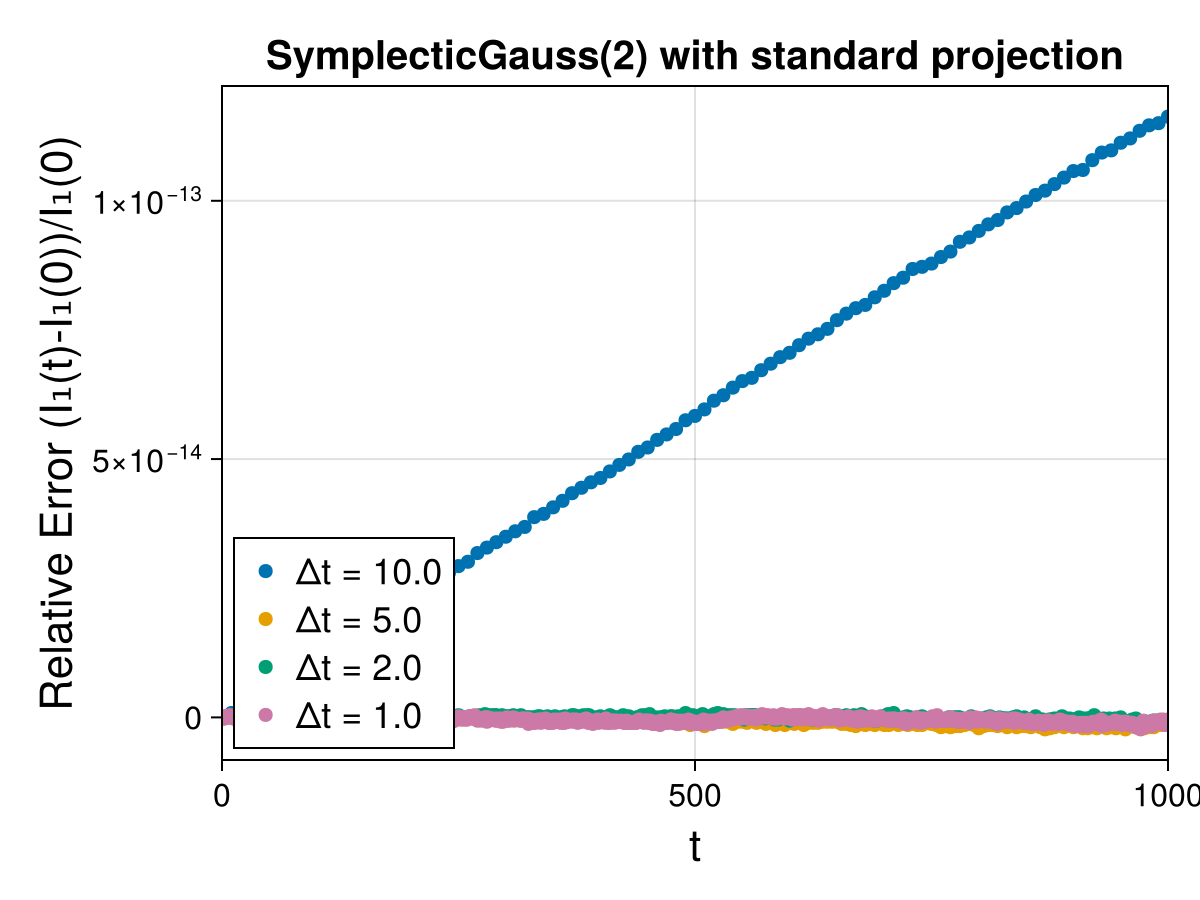 SymplecticGauss(2) with standard projection
Relative Error (I₁(t)-I₁(0))/I₁(0)
1×10⁻¹³
5×10⁻¹⁴
0
Δt = 10.0
Δt = 5.0
Δt = 2.0
Δt = 1.0
0
500
1000
t